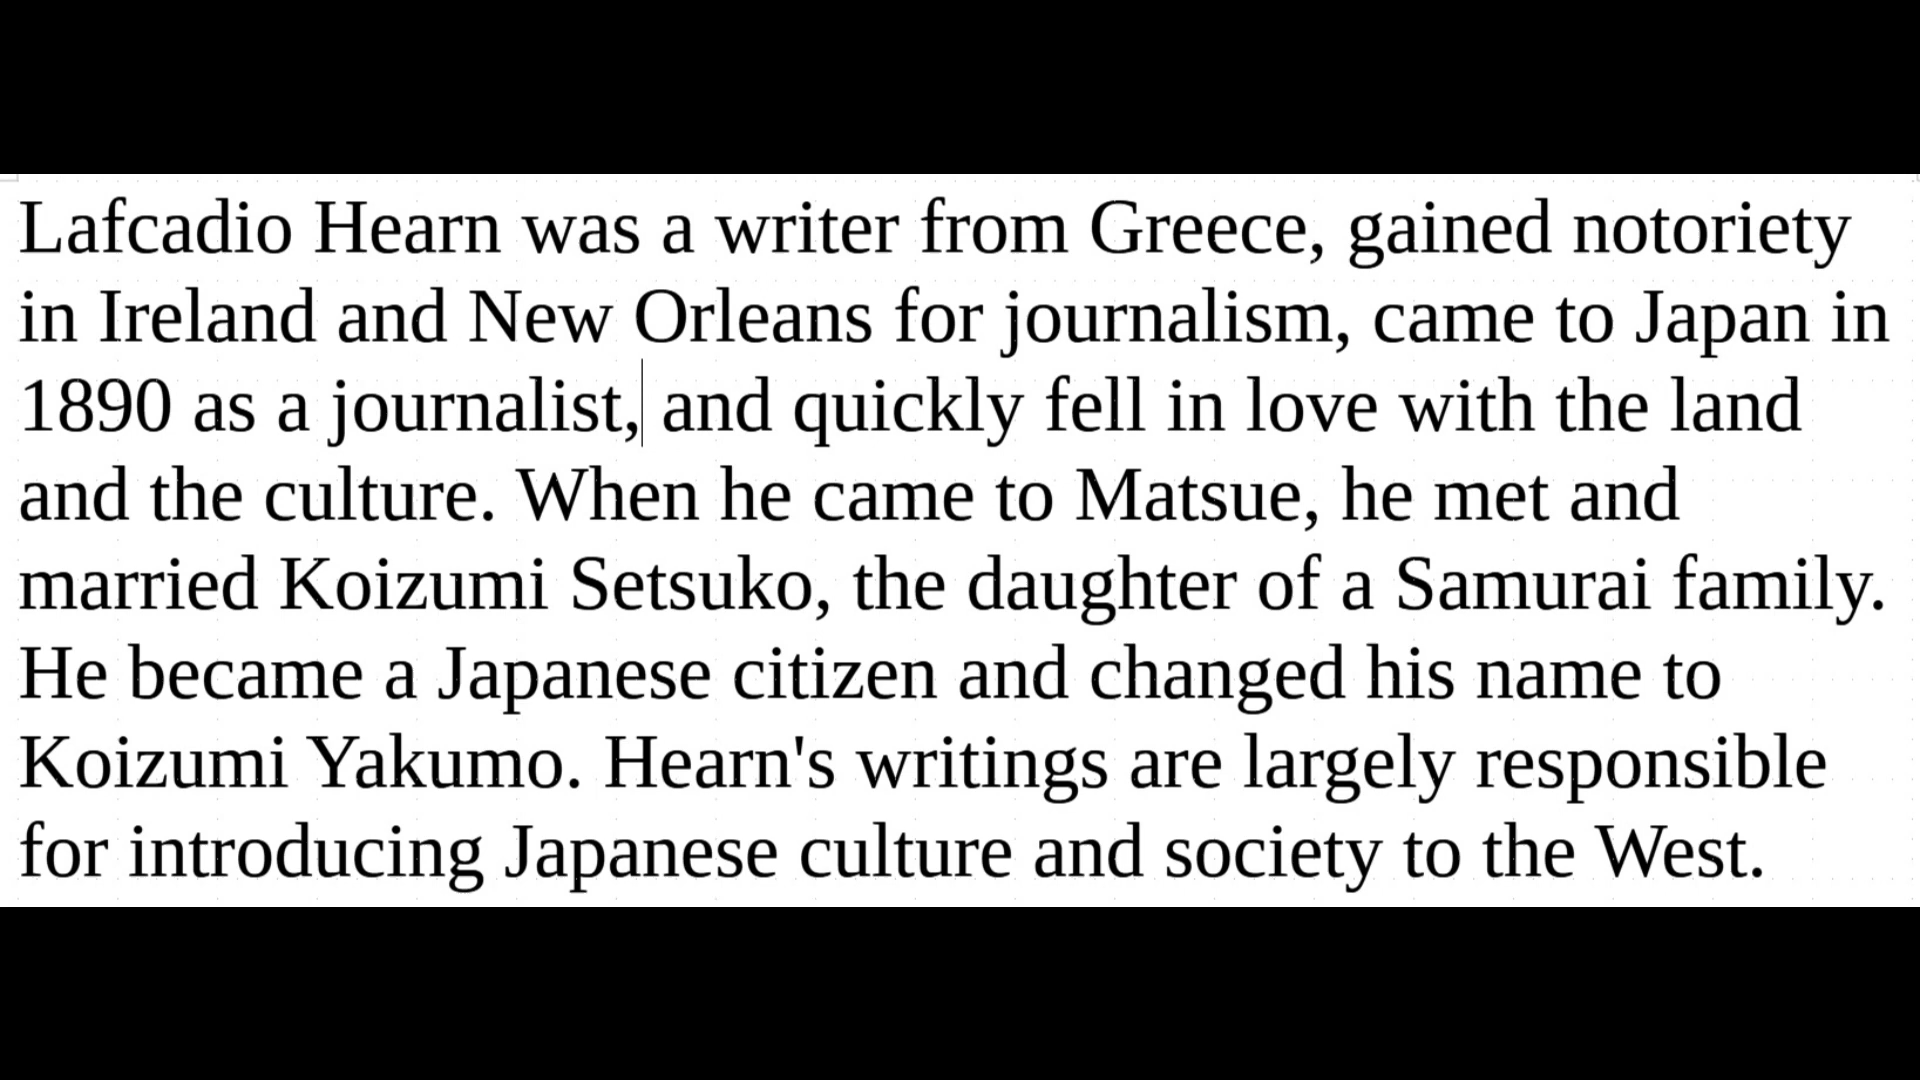 Lafcadio Hearn was a writer from Greece, gained notoriety
in Ireland and New Orleans for journalism, came to Japan in
1890 as a journalist, and quickly fell in love with the land
and the culture. When he came to Matsue, he met and
married Koizumi Setsuko, the daughter of a Samurai family.
He became a Japanese citizen and changed his name to
Koizumi Yakumo. Hearn's writings are largely responsible
for introducing Japanese culture and society to the West.